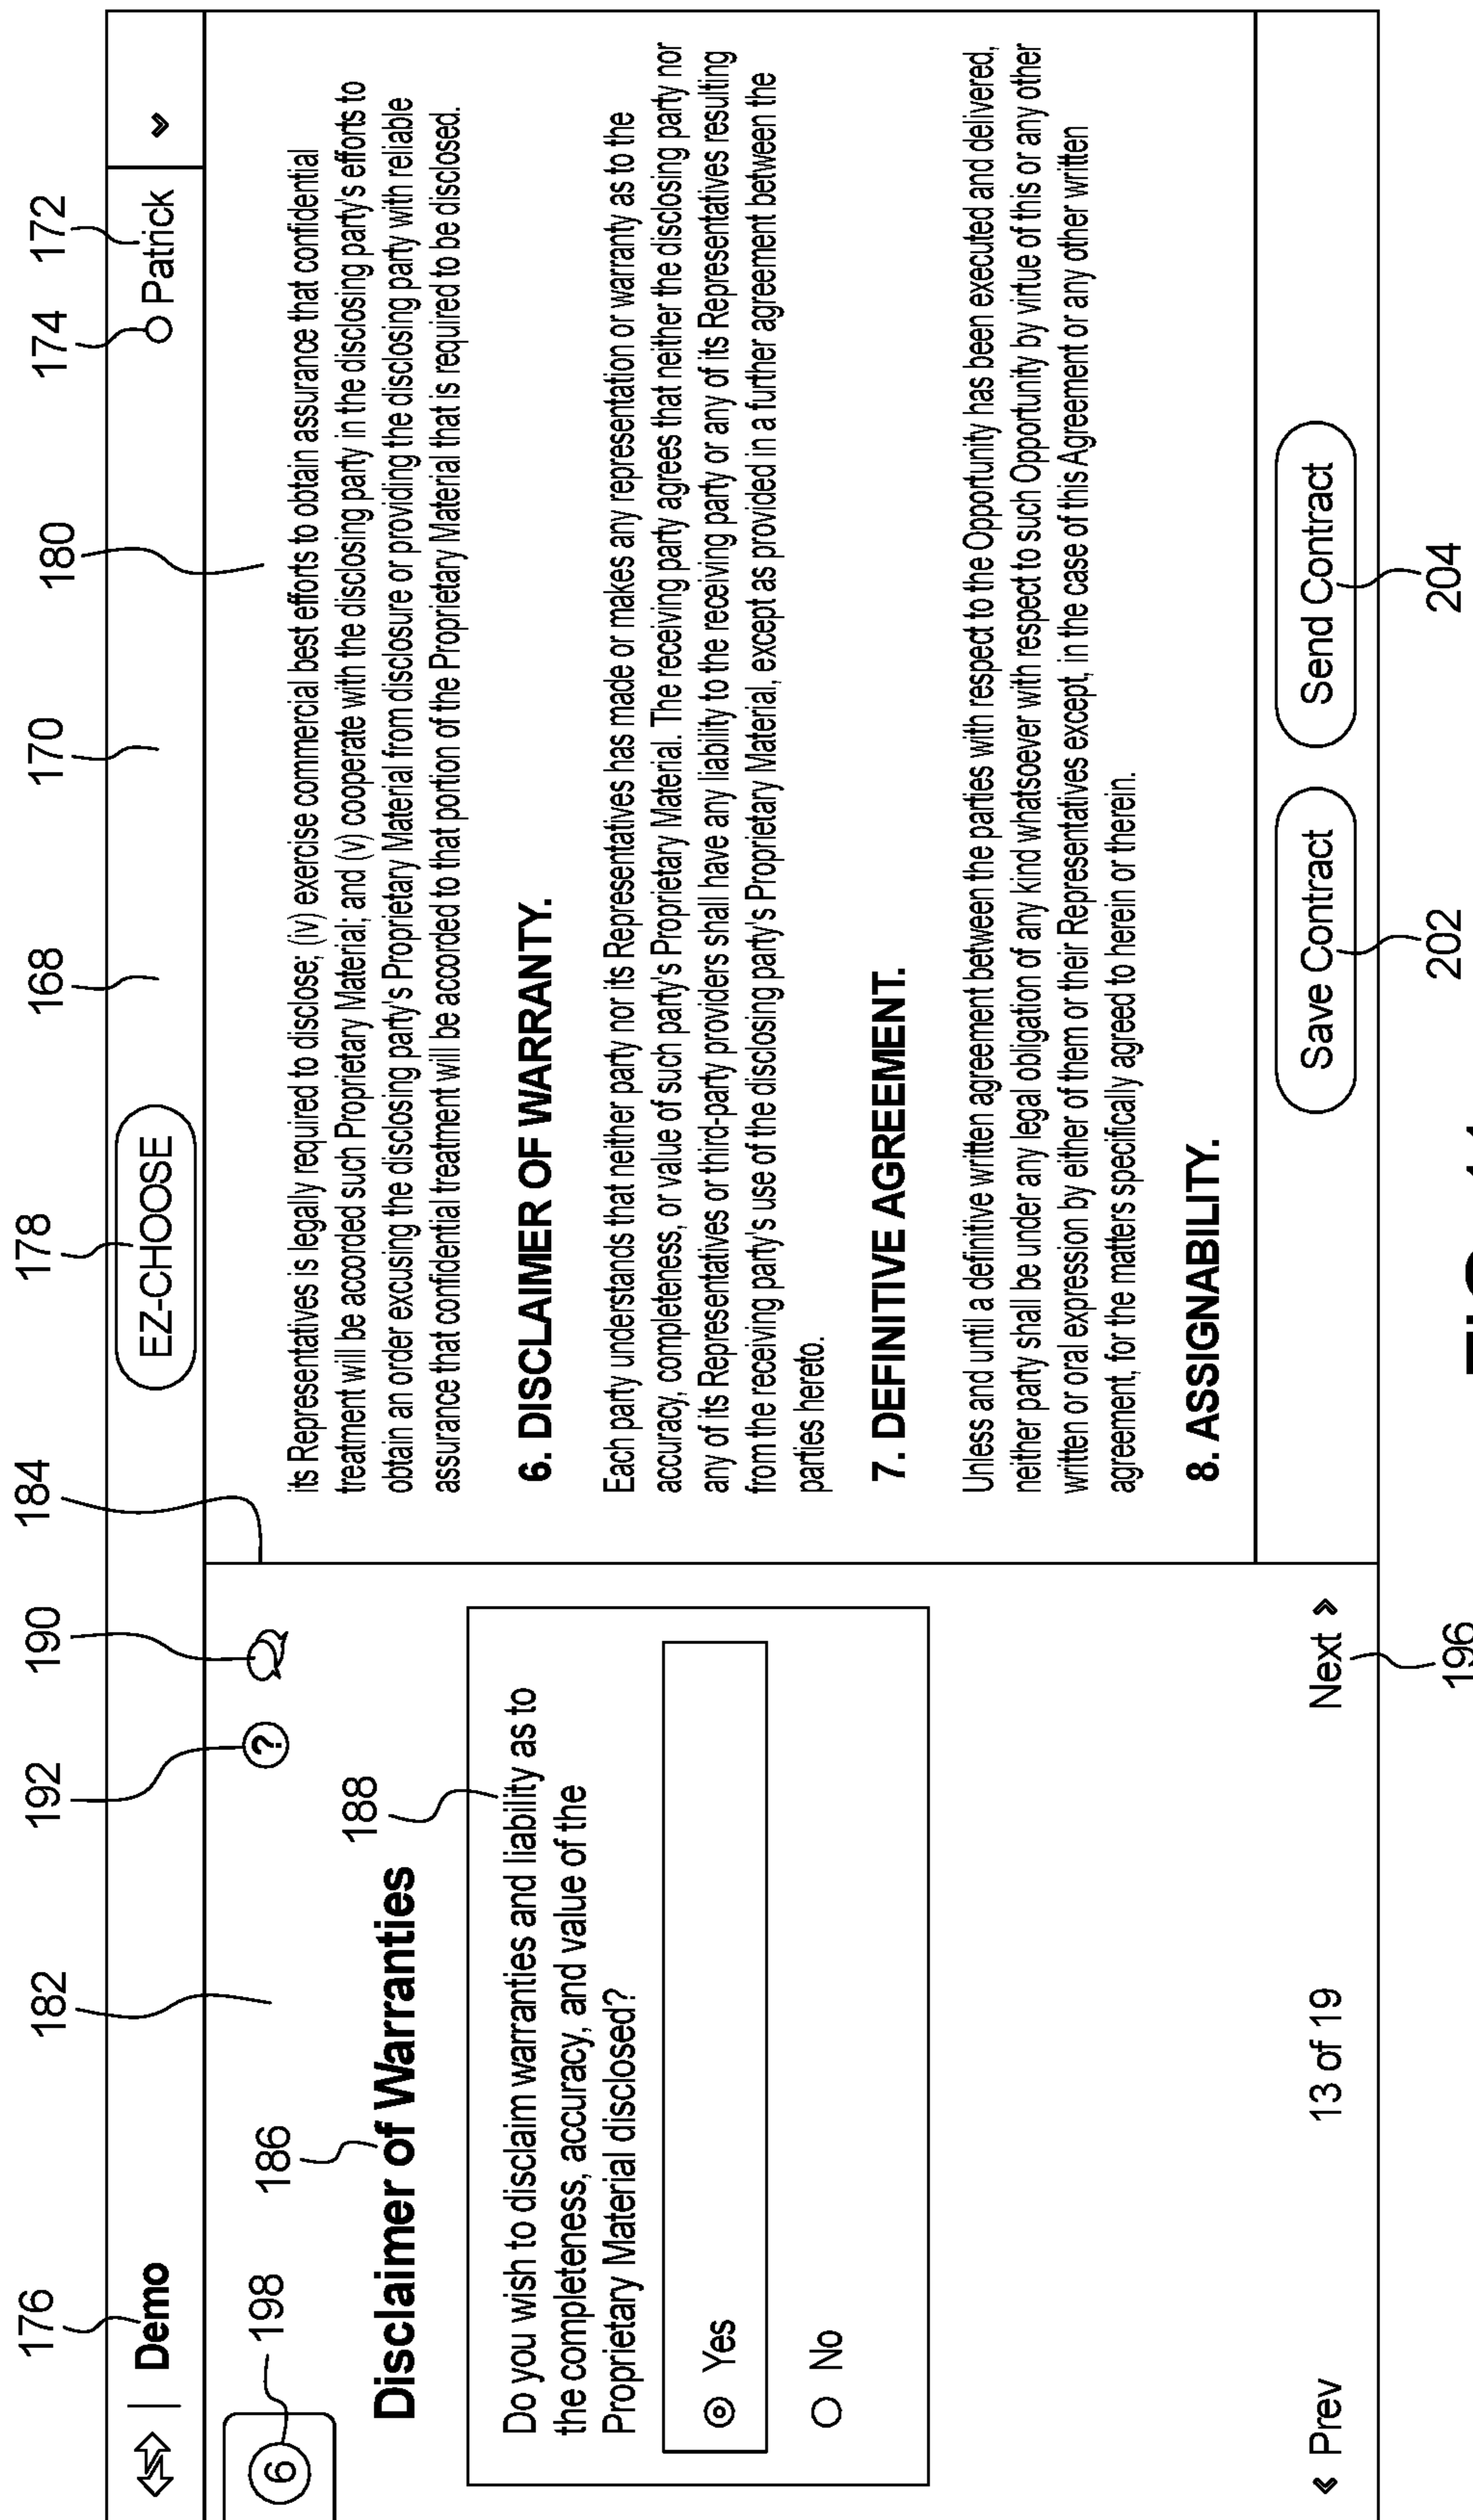 176
182
192
190
184
178
168
170
180
174
172
Demo
EZ-CHOOSE
Patrick
6
198
186
188
?
Disclaimer of Warranties
Do you wish to disclaim warranties and liability as to
the completeness, accuracy, and value of the
Proprietary Material disclosed?
Yes
No
Prev
13 of 19
Next
196
its Representatives is legally required to disclose; (iv) exercise commercial best efforts to obtain assurance that confidential
treatment will be accorded such Proprietary Material; and (v) cooperate with the disclosing party in the disclosing party's efforts to
obtain an order excusing the disclosing party's Proprietary Material from disclosure or providing the disclosing party with reliable
assurance that confidential treatment will be accorded to that portion of the Proprietary Material that is required to be disclosed.
6. DISCLAIMER OF WARRANTY.
Each party understands that neither party nor its Representatives has made or makes any representation or warranty as to the
accuracy, completeness, or value of such party's Proprietary Material. The receiving party agrees that neither the disclosing party nor
any of its Representatives or third-party providers shall have any liability to the receiving party or any of its Representatives resulting
from the receiving party's use of the disclosing party's Proprietary Material, except as provided in a further agreement between the
parties hereto.
7. DEFINITIVE AGREEMENT.
Unless and until a definitive written agreement between the parties with respect to the Opportunity has been executed and delivered,
neither party shall be under any legal obligation of any kind whatsoever with respect to such Opportunity by virtue of this or any other
written or oral expression by either of them or their Representatives except, in the case of this Agreement or any other written
agreement, for the matters specifically agreed to herein or therein.
8. ASSIGNABILITY.
Save Contract
Send Contract
202
204